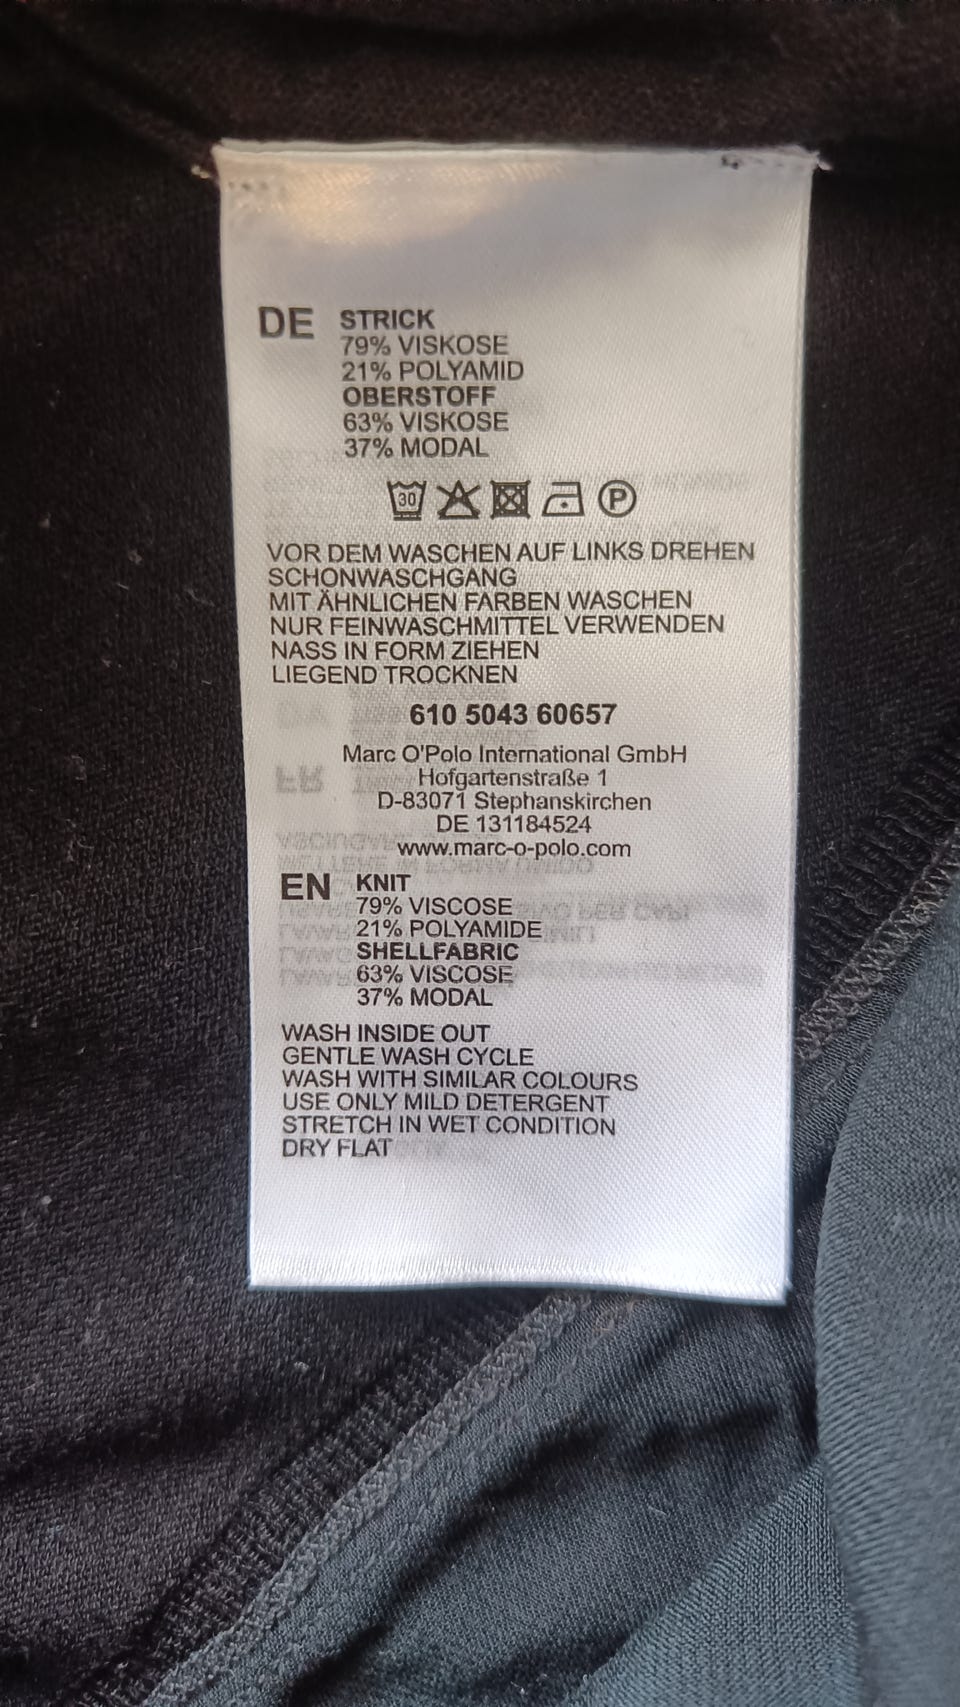 DE STRICK
79% VISKOSE
21% POLYAMID
OBERSTOFF
63% VISKOSE
37% MODAL
30 P
VOR DEM WASCHEN AUF LINKS DREHEN
SCHONWASCHGANG
MIT ÄHNLICHEN FARBEN WASCHEN
NUR FEINWASCHMITTEL VERWENDEN
NASS IN FORM ZIEHEN
LIEGEND TROCKNEN
610 5043 60657
Marc O'Polo International GmbH
Hofgartenstraße 1
D-83071 Stephanskirchen
DE 131184524
www.marc-o-polo.com
EN KNIT
79% VISCOSE
21% POLYAMIDE
SHELLFABRIC
63% VISCOSE
37% MODAL
WASH INSIDE OUT
GENTLE WASH CYCLE
WASH WITH SIMILAR COLOURS
USE ONLY MILD DETERGENT
STRETCH IN WET CONDITION
DRY FLAT